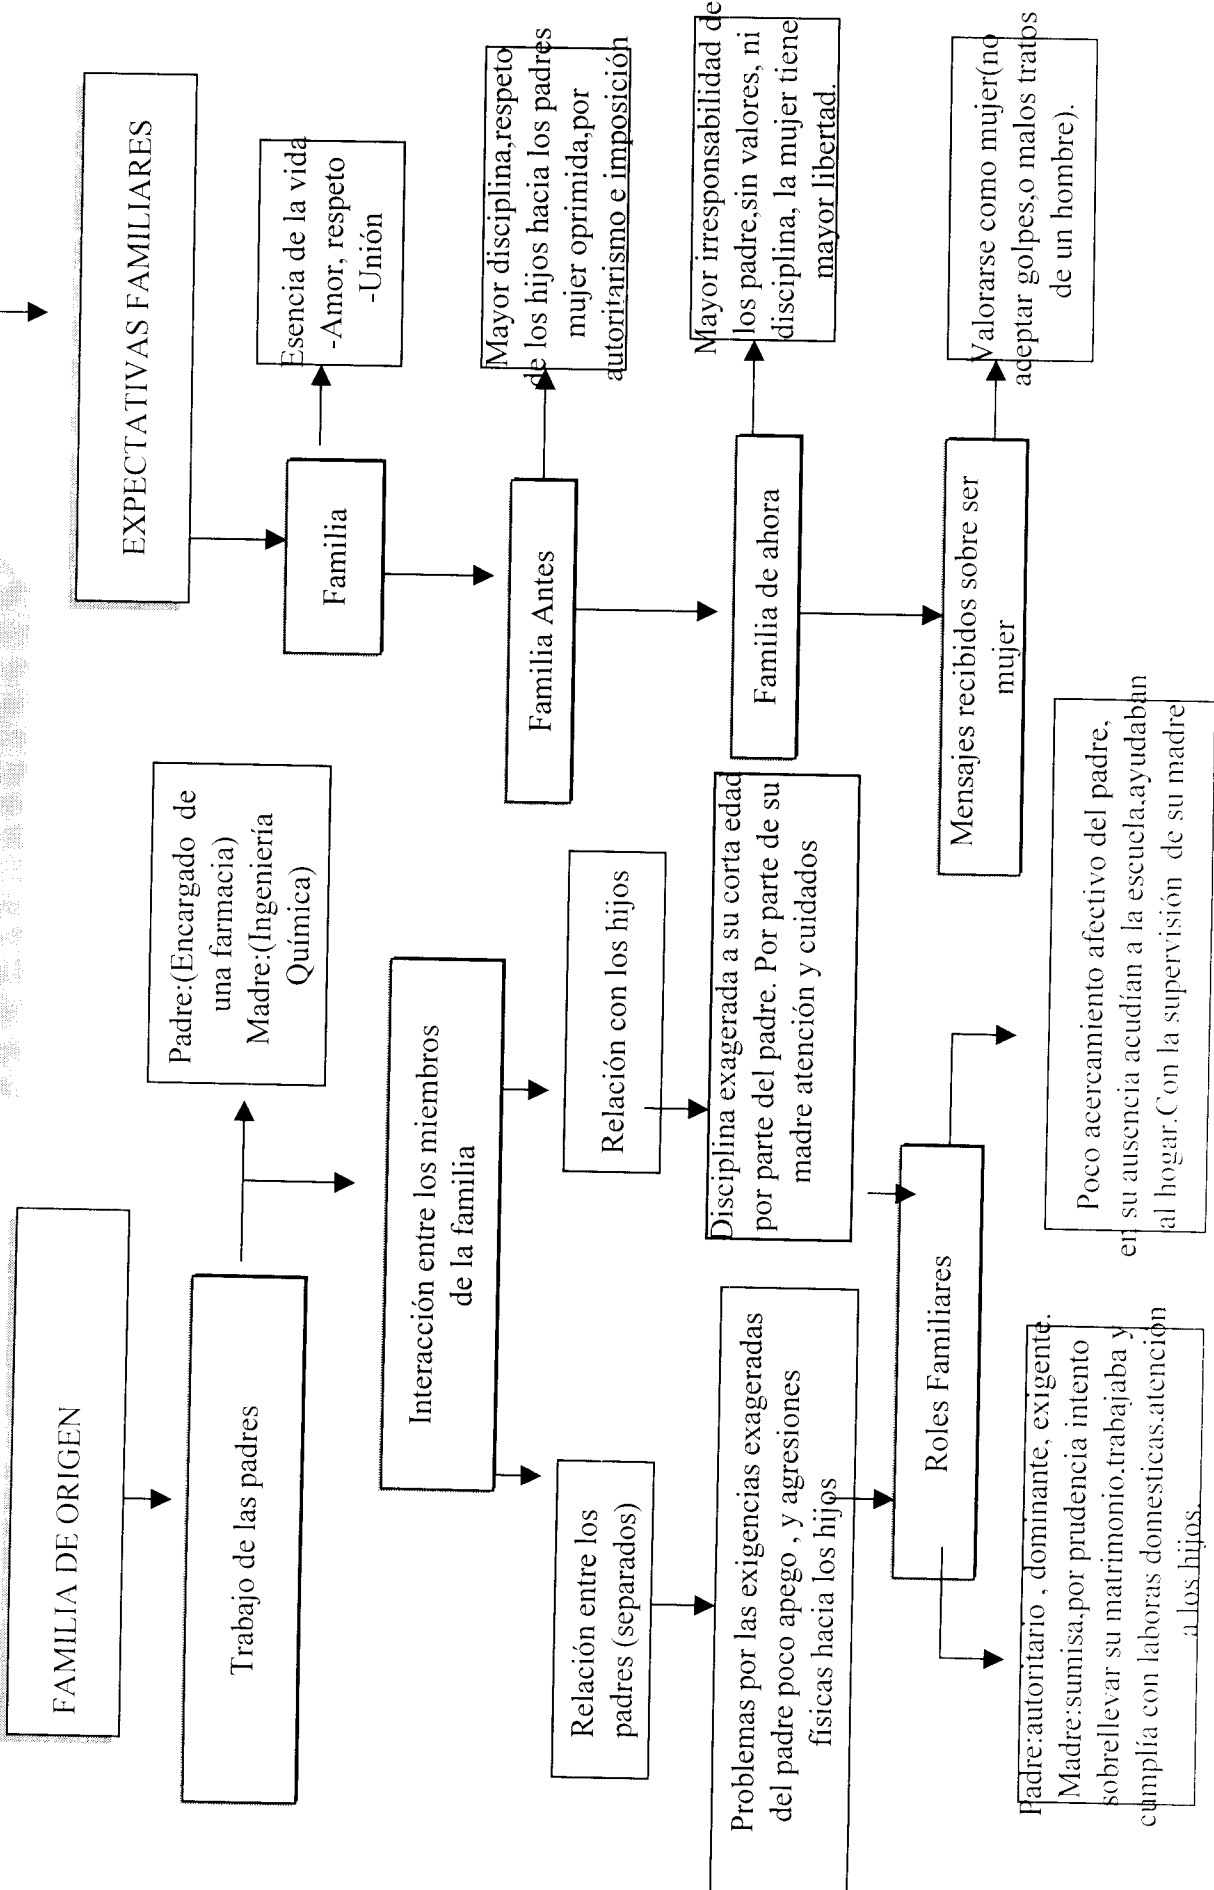 FAMILIA DE ORIGEN
Trabajo de las padres
Padre:(Encargado de
una farmacia)
Madre:(Ingeniería
Química)
Interacción entre los miembros
de la familia
Relación entre los
padres (separados)
Relación con los hijos
Problemas por las exigencias exageradas
del padre poco apego , y agresiones
físicas hacia los hijos
Disciplina exagerada a su corta edad
por parte del padre. Por parte de su
madre atención y cuidados
Roles Familiares
Padre:autoritario , dominante, exigente.
Madre:sumisa,por prudencia intento
sobrellevar su matrimonio.trabajaba y
cumplía con laboras domesticas.atención
a los hijos.
Poco acercamiento afectivo del padre,
en su ausencia acudían a la escucla.ayudaban
al hogar.Con la supervisión de su madre
EXPECTATIVAS FAMILIARES
Familia
Esencia de la vida
-Amor, respeto
-Unión
Familia Antes
Mayor disciplina,respeto
de los hijos hacia los padres
mujer oprimida,por
autoritarismo e imposición
Familia de ahora
Mayor irresponsabilidad de
los padre,sin valores, ni
disciplina, la mujer tiene
mayor libertad.
Mensajes recibidos sobre ser
mujer
Valorarse como mujer(no
aceptar golpes,o malos tratos
de un hombre).